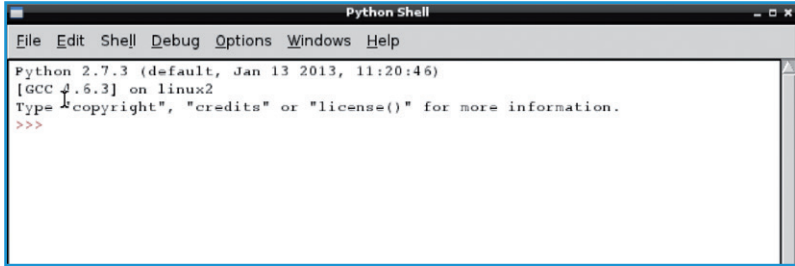 Python Shell
File Edit Shell Debug Options Windows Help
Python 2.7.3 (default, Jan 13 2013, 11:20:46)
[GCC 4.6.3] on linux2
Type "copyright", "credits" or "license()" for more information.
>>>